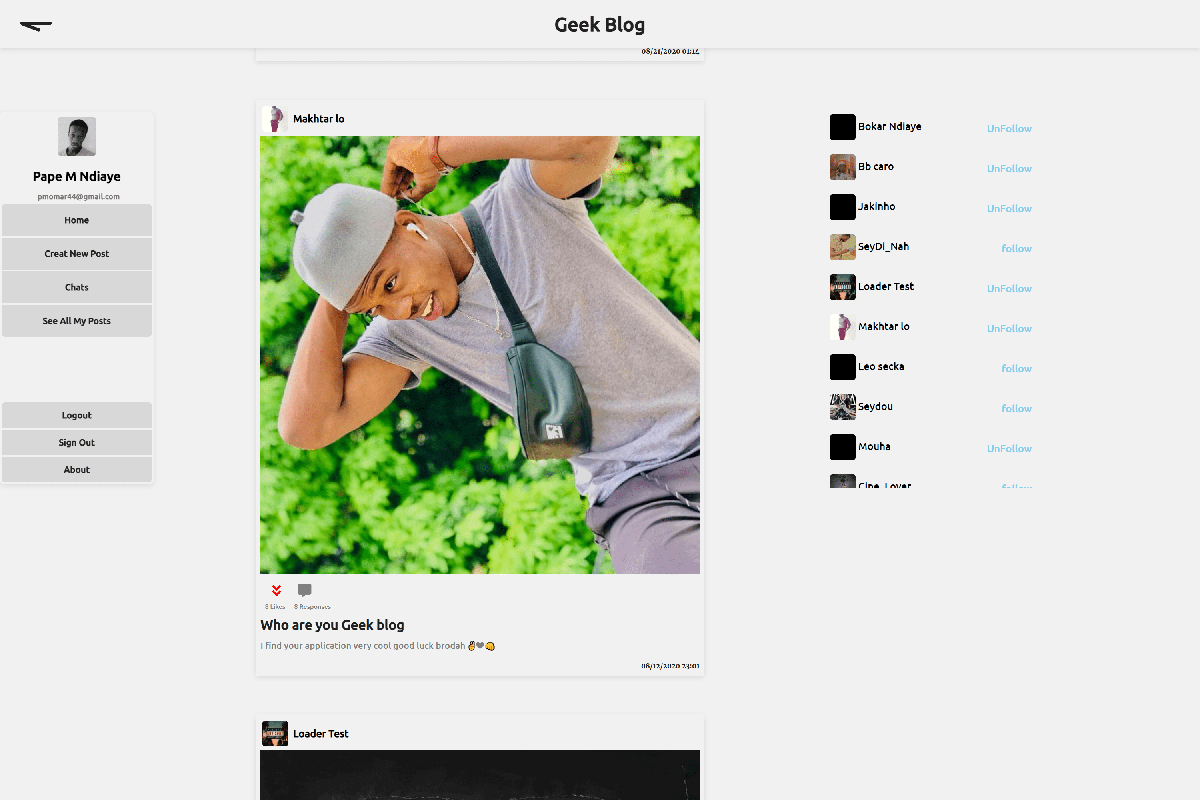 Geek Blog
08/21/2020 01:14
Pape M Ndiaye
pmomar44@gmail.com
Home
Creat New Post
Chats
See All My Posts
Logout
Sign Out
About
Makhtar lo
8 Likes
8 Responses
Who are you Geek blog
I find your application very cool good luck brodah ✌🖤👊
08/12/2020 23:01
Loader Test
Bokar Ndiaye UnFollow
Bb caro UnFollow
Jakinho UnFollow
SeyDi_Nah follow
Loader Test UnFollow
Makhtar lo UnFollow
Leo secka follow
Seydou follow
Mouha UnFollow
Cine_Lover follow